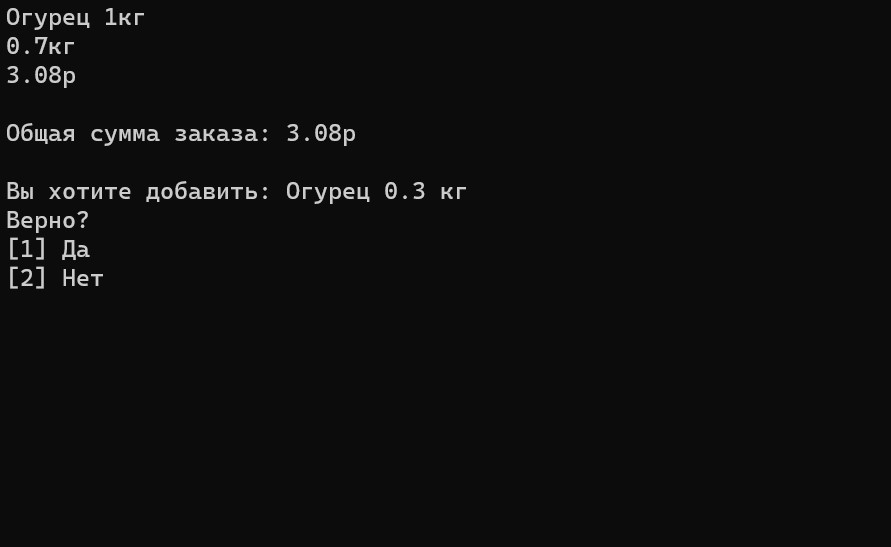 Огурец 1кг
0.7кг
3.08р
Общая сумма заказа: 3.08р
Вы хотите добавить: Огурец 0.3 кг
Верно?
[1] Да
[2] Нет